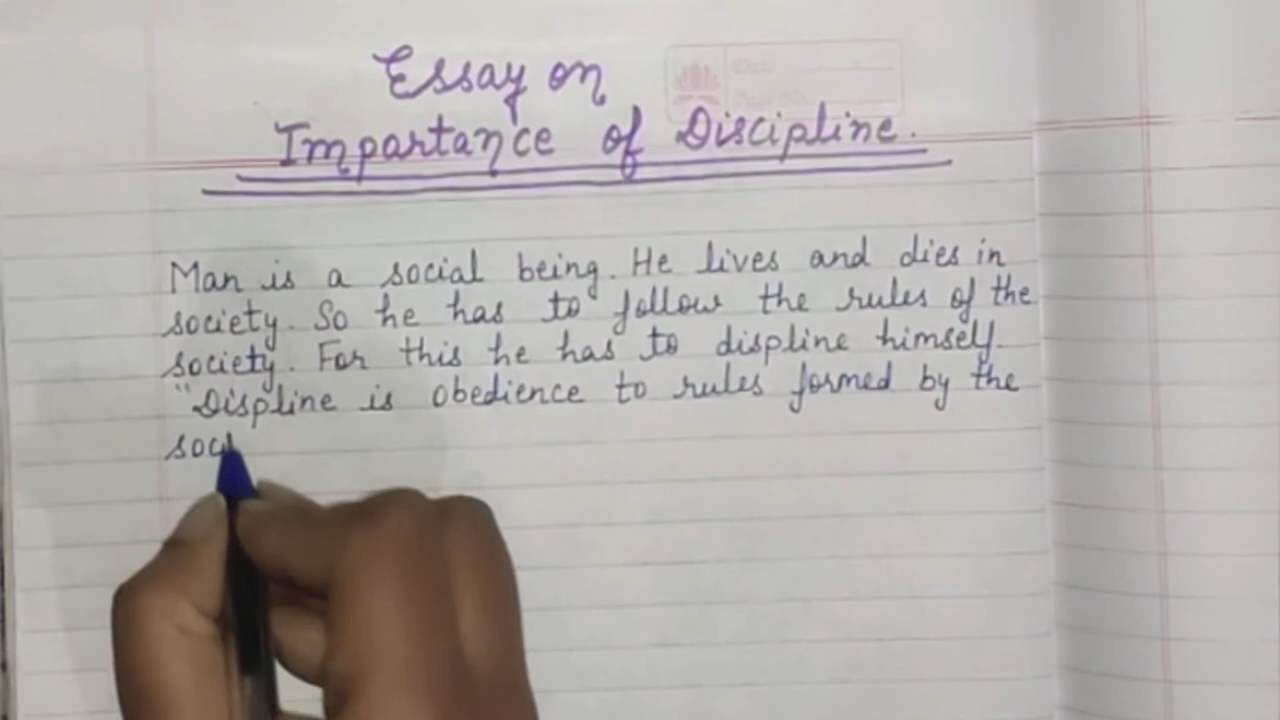 Essay on
Importance of Discipline.
Man is a social being. He lives and dies in
society. So he has to follow the rules of the
society. For this he has to displine himself.
"Displine is obedience to rules formed by the
soci